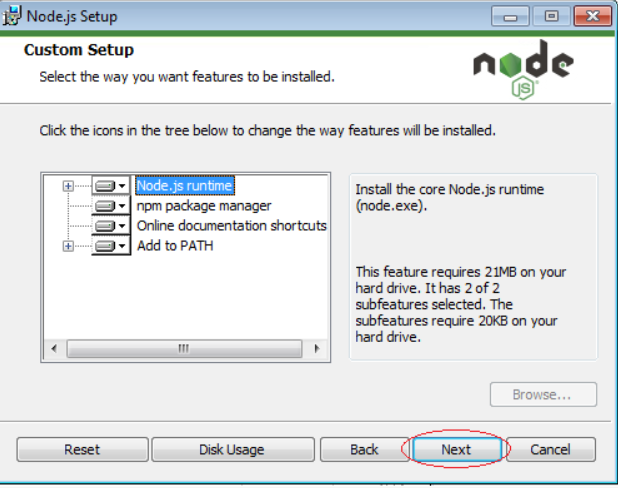 Node.js Setup
Custom Setup
Select the way you want features to be installed.
node
JS
Click the icons in the tree below to change the way features will be installed.
Node.js runtime
npm package manager
Online documentation shortcuts
Add to PATH
Install the core Node.js runtime
(node.exe).
This feature requires 21MB on your
hard drive. It has 2 of 2
subfeatures selected. The
subfeatures require 20KB on your
hard drive.
Browse...
Reset
Disk Usage
Back
Next
Cancel